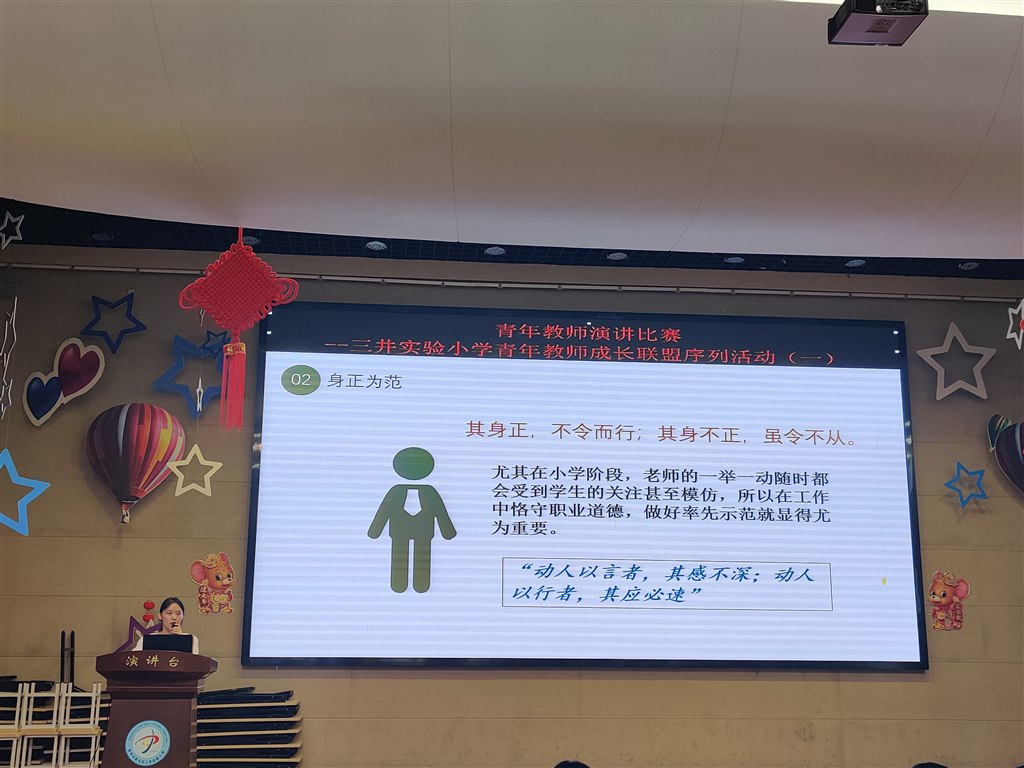 青年教师演讲比赛
--三井实验小学青年教师成长联盟序列活动（一）
02 身正为范
其身正，不令而行；其身不正，虽令不从。
尤其在小学阶段，老师的一举一动随时都
会受到学生的关注甚至模仿，所以在工作
中恪守职业道德，做好率先示范就显得尤
为重要。
“动人以言者，其感不深；动人
以行者，其应必速”
演讲台